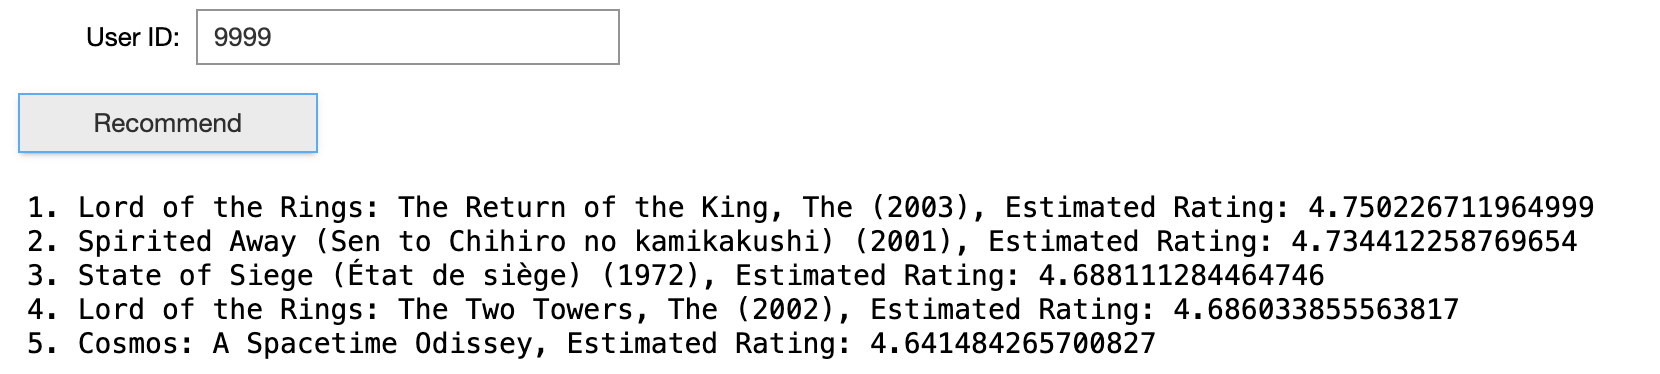 User ID: 9999
Recommend
1. Lord of the Rings: The Return of the King, The (2003), Estimated Rating: 4.750226711964999
2. Spirited Away (Sen to Chihiro no kamikakushi) (2001), Estimated Rating: 4.734412258769654
3. State of Siege (État de siège) (1972), Estimated Rating: 4.688111284464746
4. Lord of the Rings: The Two Towers, The (2002), Estimated Rating: 4.686033855563817
5. Cosmos: A Spacetime Odissey, Estimated Rating: 4.641484265700827